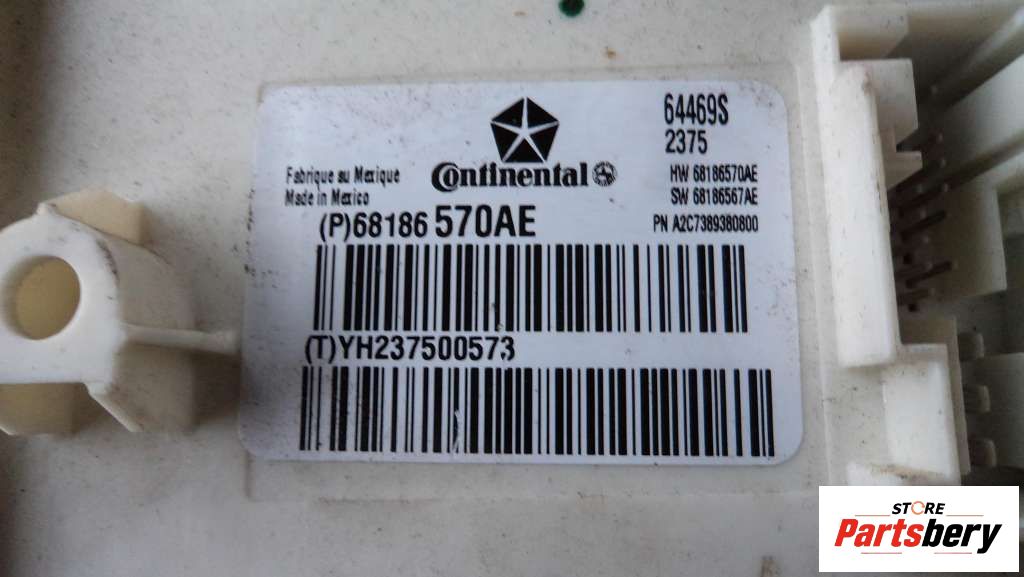 64469S
2375
Fabrique au Mexique
Made in Mexico
Continental
HW 68186570AE
SW 68186567AE
(P)68186 570AE
PN A2C7389380800
(T)YH237500573
STORE
Partsbery